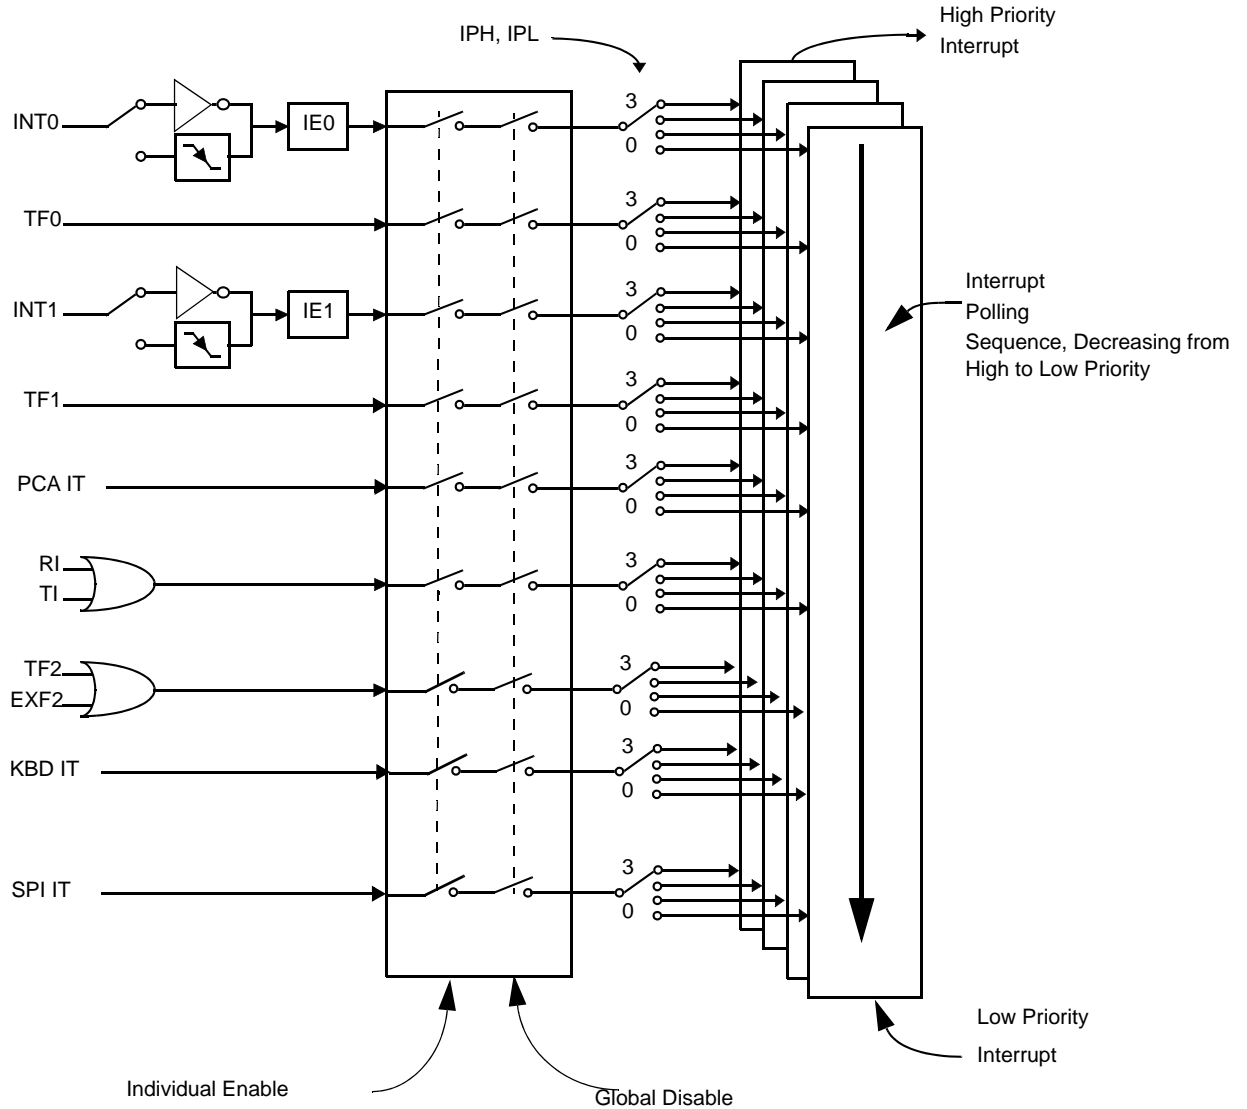 High Priority
IPH, IPL
Interrupt
3
INT0
IE0
0
3
TF0
0
3
INT1
IE1
0
Interrupt
Polling
Sequence, Decreasing from
High to Low Priority
3
TF1
0
3
PCA IT
0
3
RI
TI
0
3
TF2
EXF2
0
3
KBD IT
0
3
SPI IT
0
Low Priority
Interrupt
Individual Enable
Global Disable